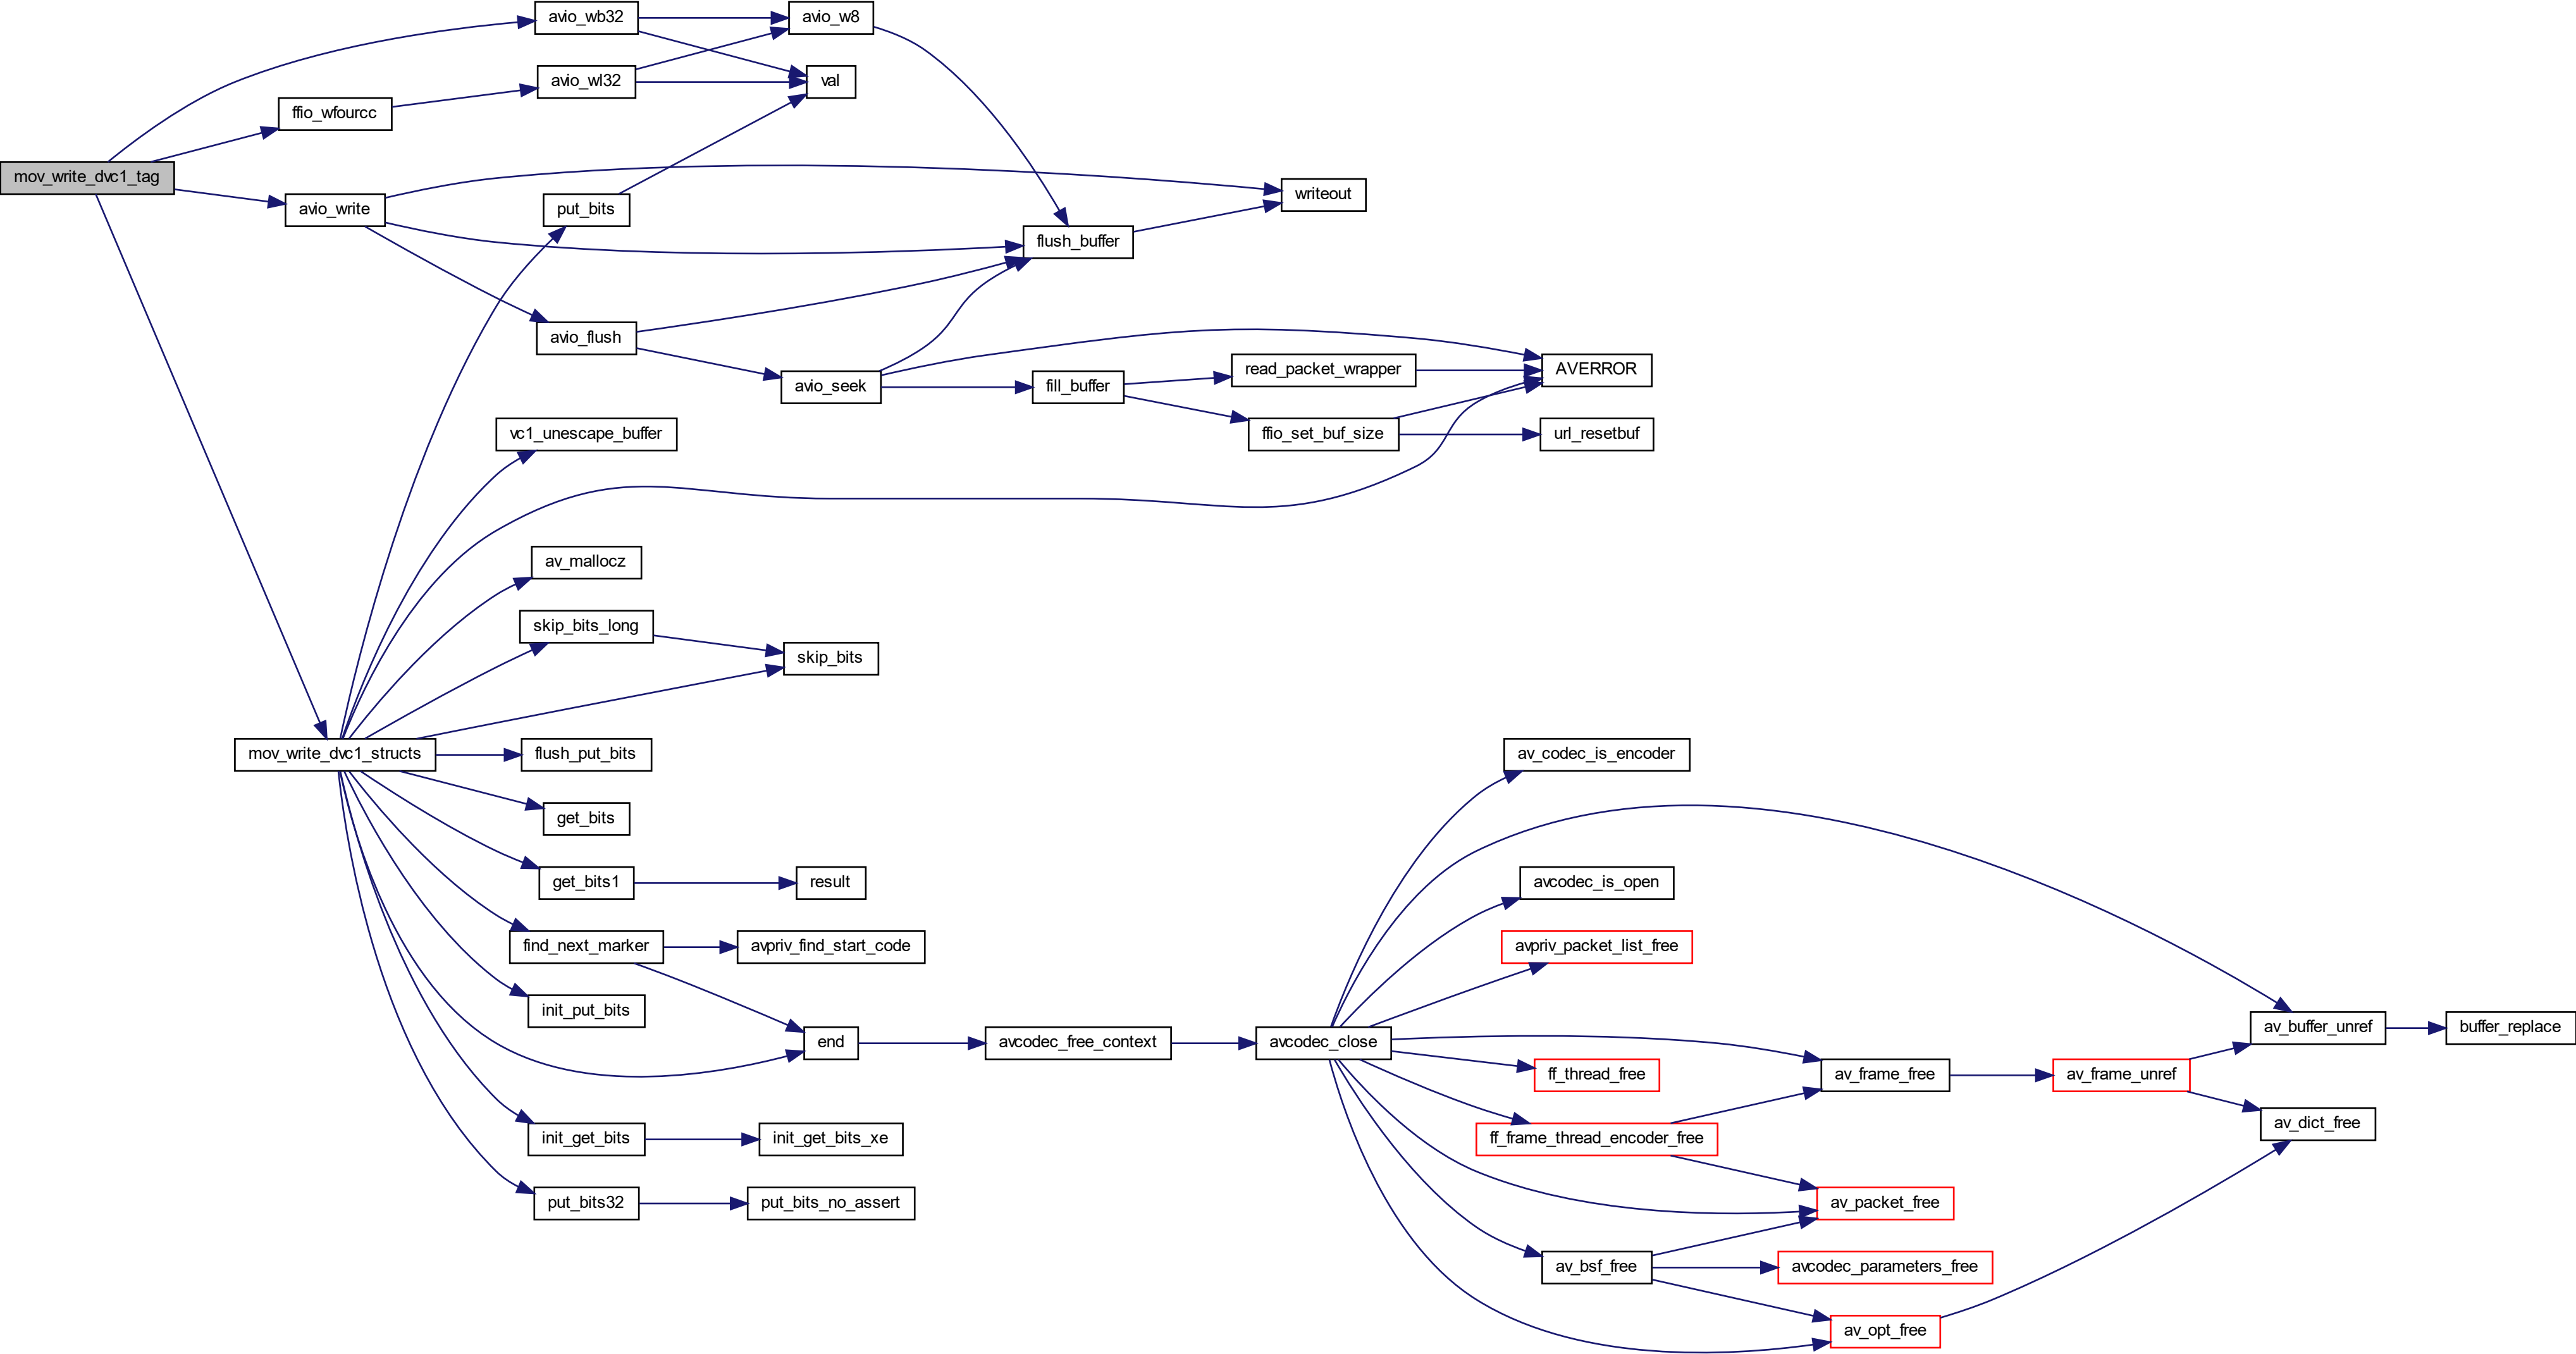 avio_wb32
avio_w8
avio_wl32
val
ffio_wfourcc
mov_write_dvc1_tag
avio_write
put_bits
writeout
flush_buffer
avio_flush
avio_seek
fill_buffer
read_packet_wrapper
AVERROR
vc1_unescape_buffer
ffio_set_buf_size
url_resetbuf
av_mallocz
skip_bits_long
skip_bits
mov_write_dvc1_structs
flush_put_bits
av_codec_is_encoder
get_bits
get_bits1
result
avcodec_is_open
find_next_marker
avpriv_find_start_code
avpriv_packet_list_free
init_put_bits
end
avcodec_free_context
avcodec_close
av_buffer_unref
buffer_replace
ff_thread_free
av_frame_free
av_frame_unref
init_get_bits
init_get_bits_xe
ff_frame_thread_encoder_free
av_dict_free
put_bits32
put_bits_no_assert
av_packet_free
av_bsf_free
avcodec_parameters_free
av_opt_free